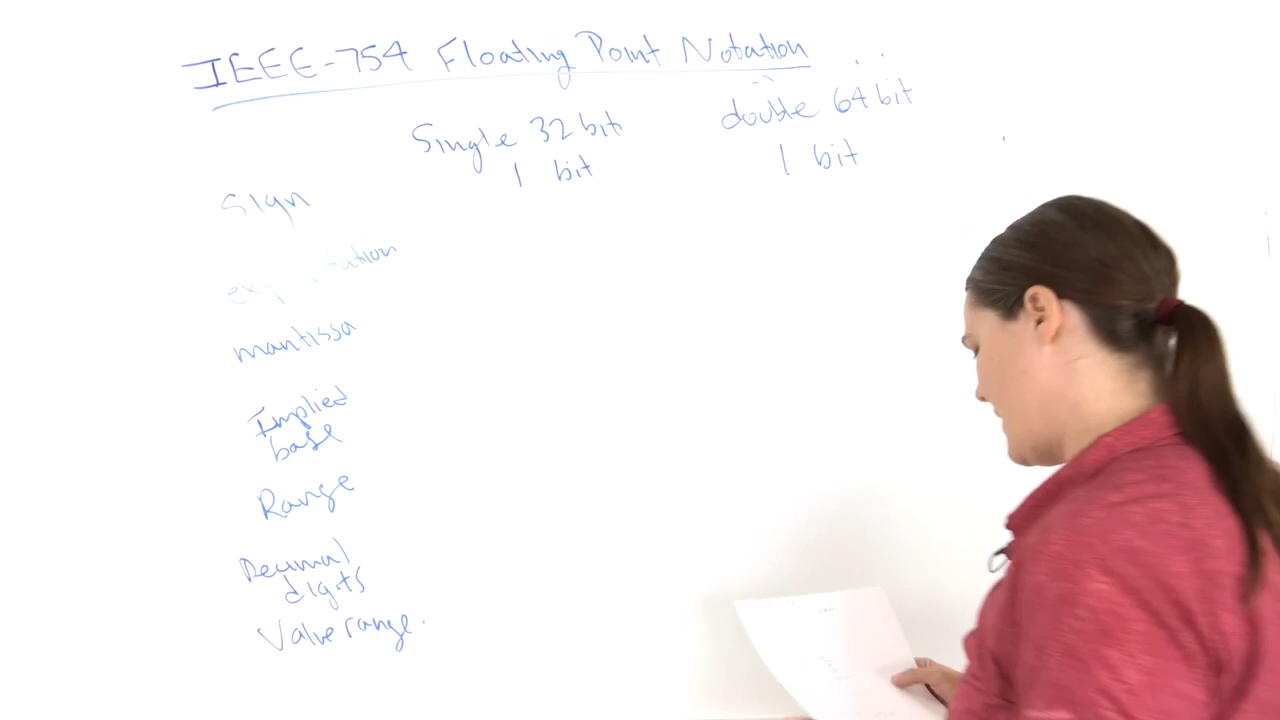 IEEE-754 Floating Point Notation
Single 32 bit double 64 bit
1 bit 1 bit
Sign
mantissa
Implied
base
Range
Decimal
digits
Value range.